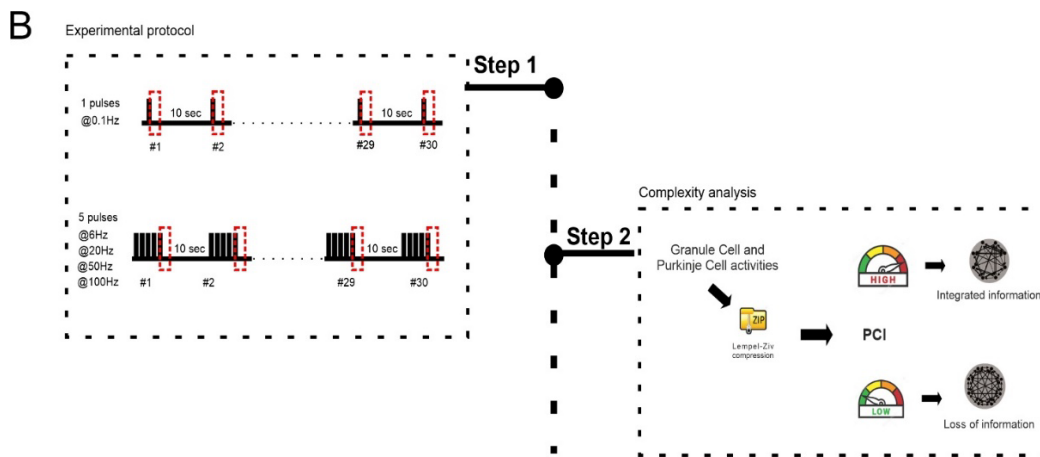 B
Experimental protocol
Step 1
1 pulses
@0.1Hz
10 sec
10 sec
#1
#2
#29
#30
5 pulses
@6Hz
@20Hz
@50Hz
@100Hz
10 sec
10 sec
#1
#2
#29
#30
Step 2
Complexity analysis
Granule Cell and
Purkinje Cell activities
ZIP
Lempel-Ziv
compression
PCI
HIGH
Integrated information
LOW
Loss of information